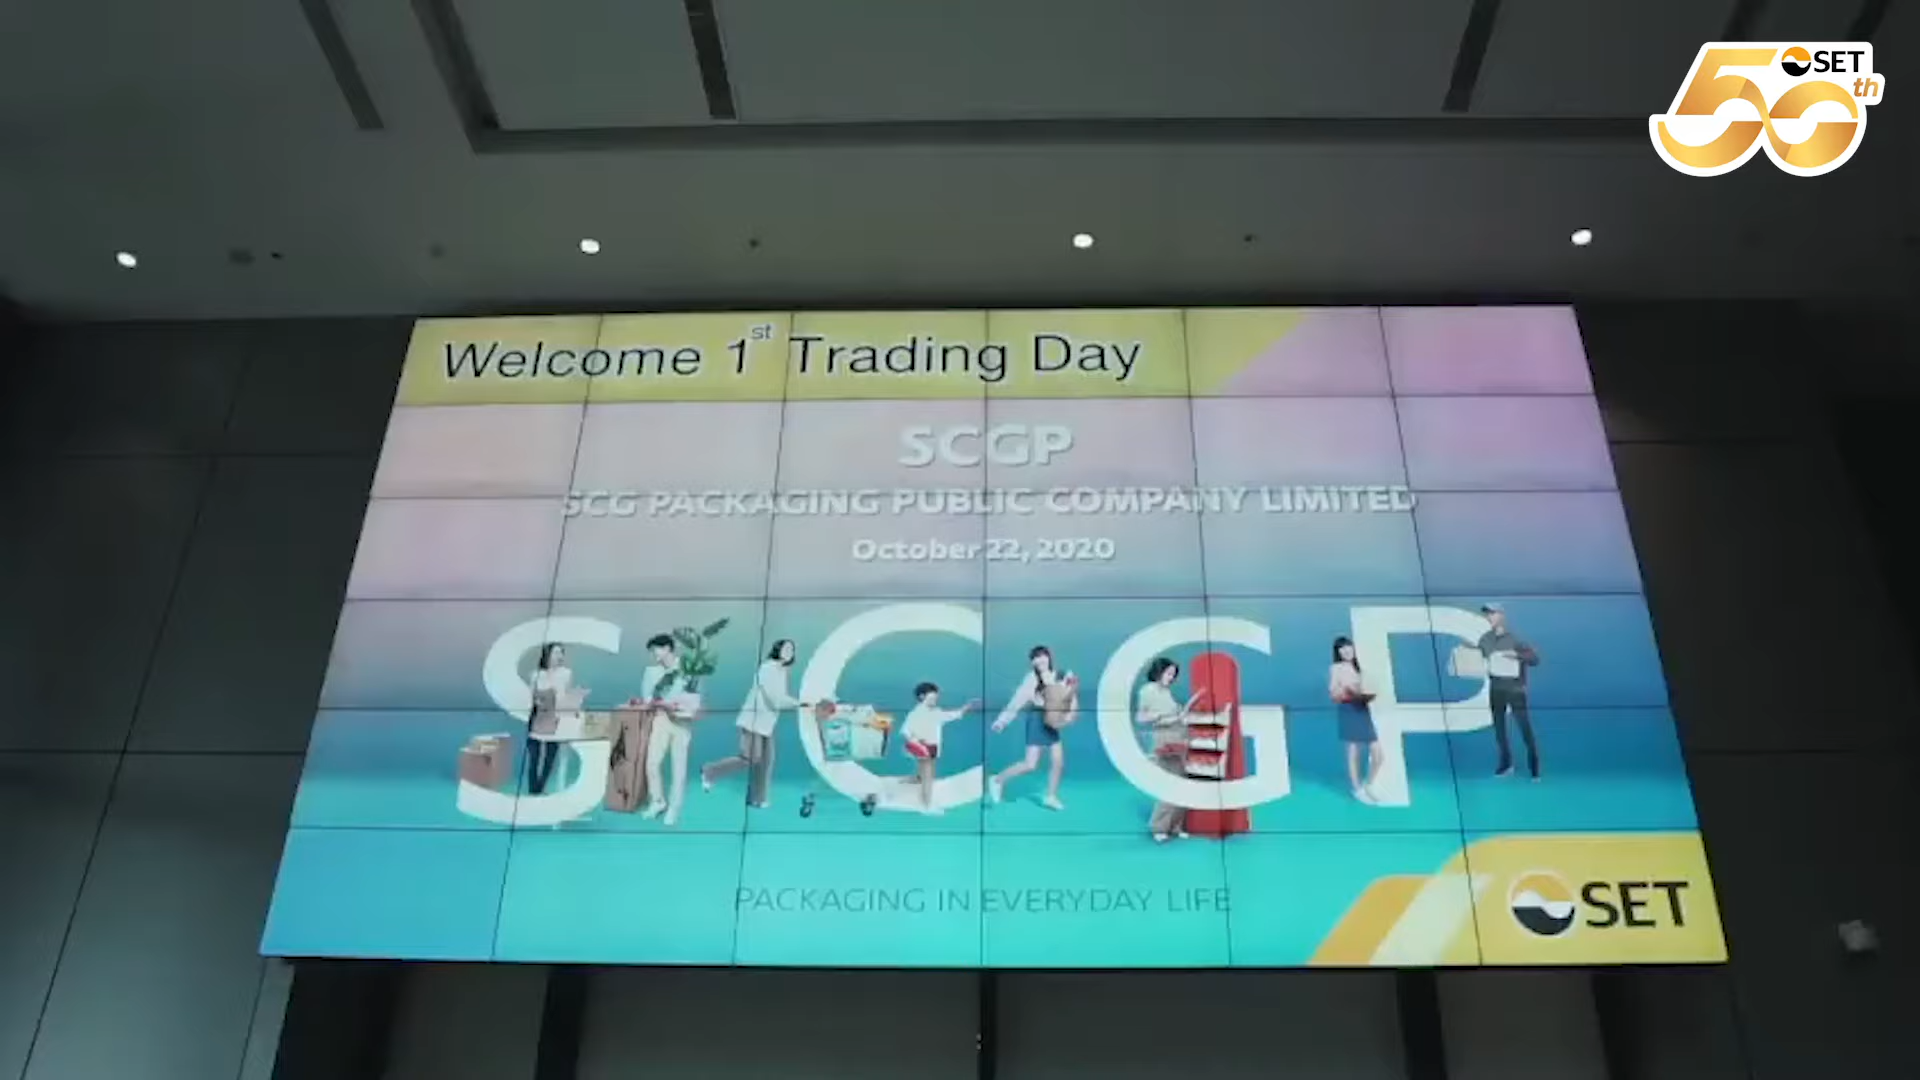 SET
50th
Welcome 1st Trading Day
SCGP
SCG PACKAGING PUBLIC COMPANY LIMITED
October 22, 2020
SCGP
PACKAGING IN EVERYDAY LIFE
SET